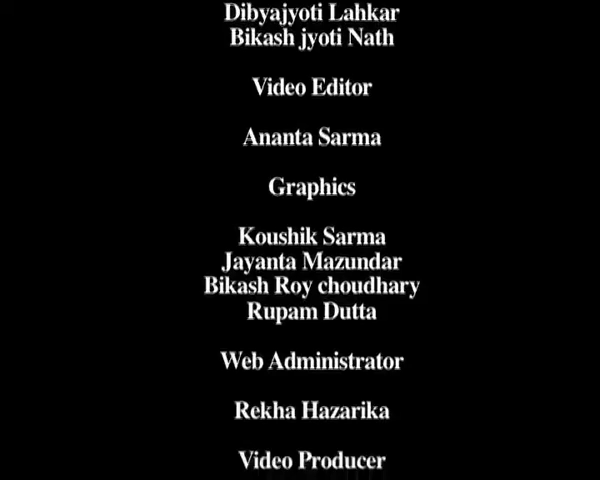 Dibyajyoti Lahkar
Bikash jyoti Nath
Video Editor
Ananta Sarma
Graphics
Koushik Sarma
Jayanta Mazundar
Bikash Roy choudhary
Rupam Dutta
Web Administrator
Rekha Hazarika
Video Producer